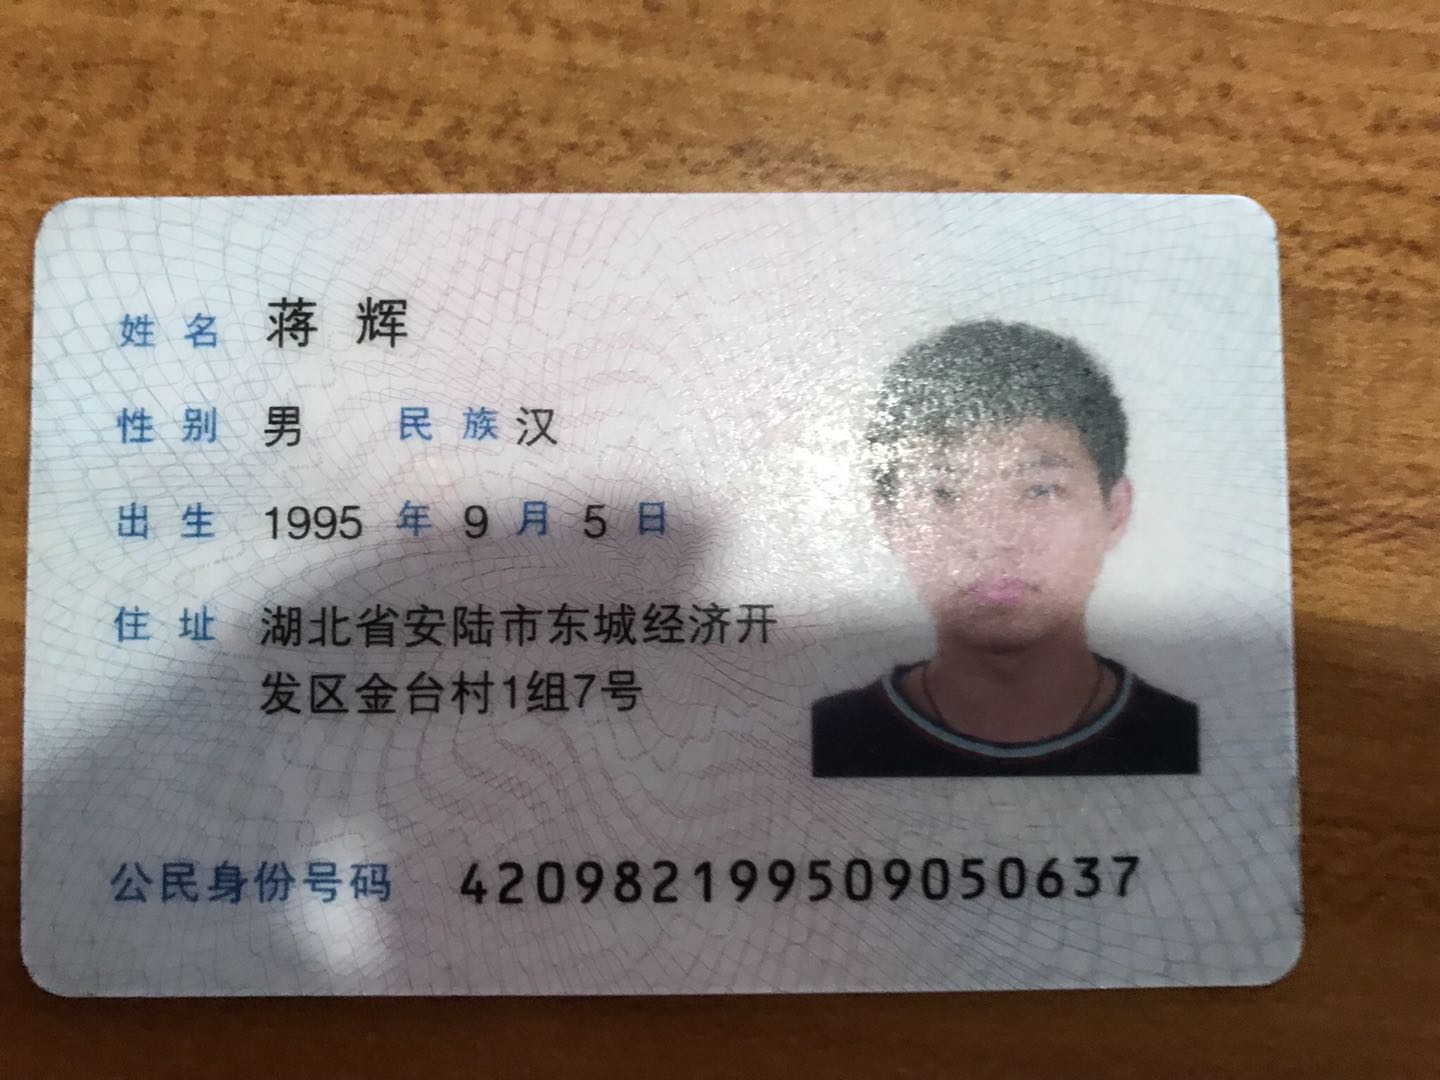 姓名 蒋辉
性别 男 民族 汉
出生 1995 年 9 月 5 日
住址 湖北省安陆市东城经济开
发区金台村1组7号
公民身份号码 420982199509050637